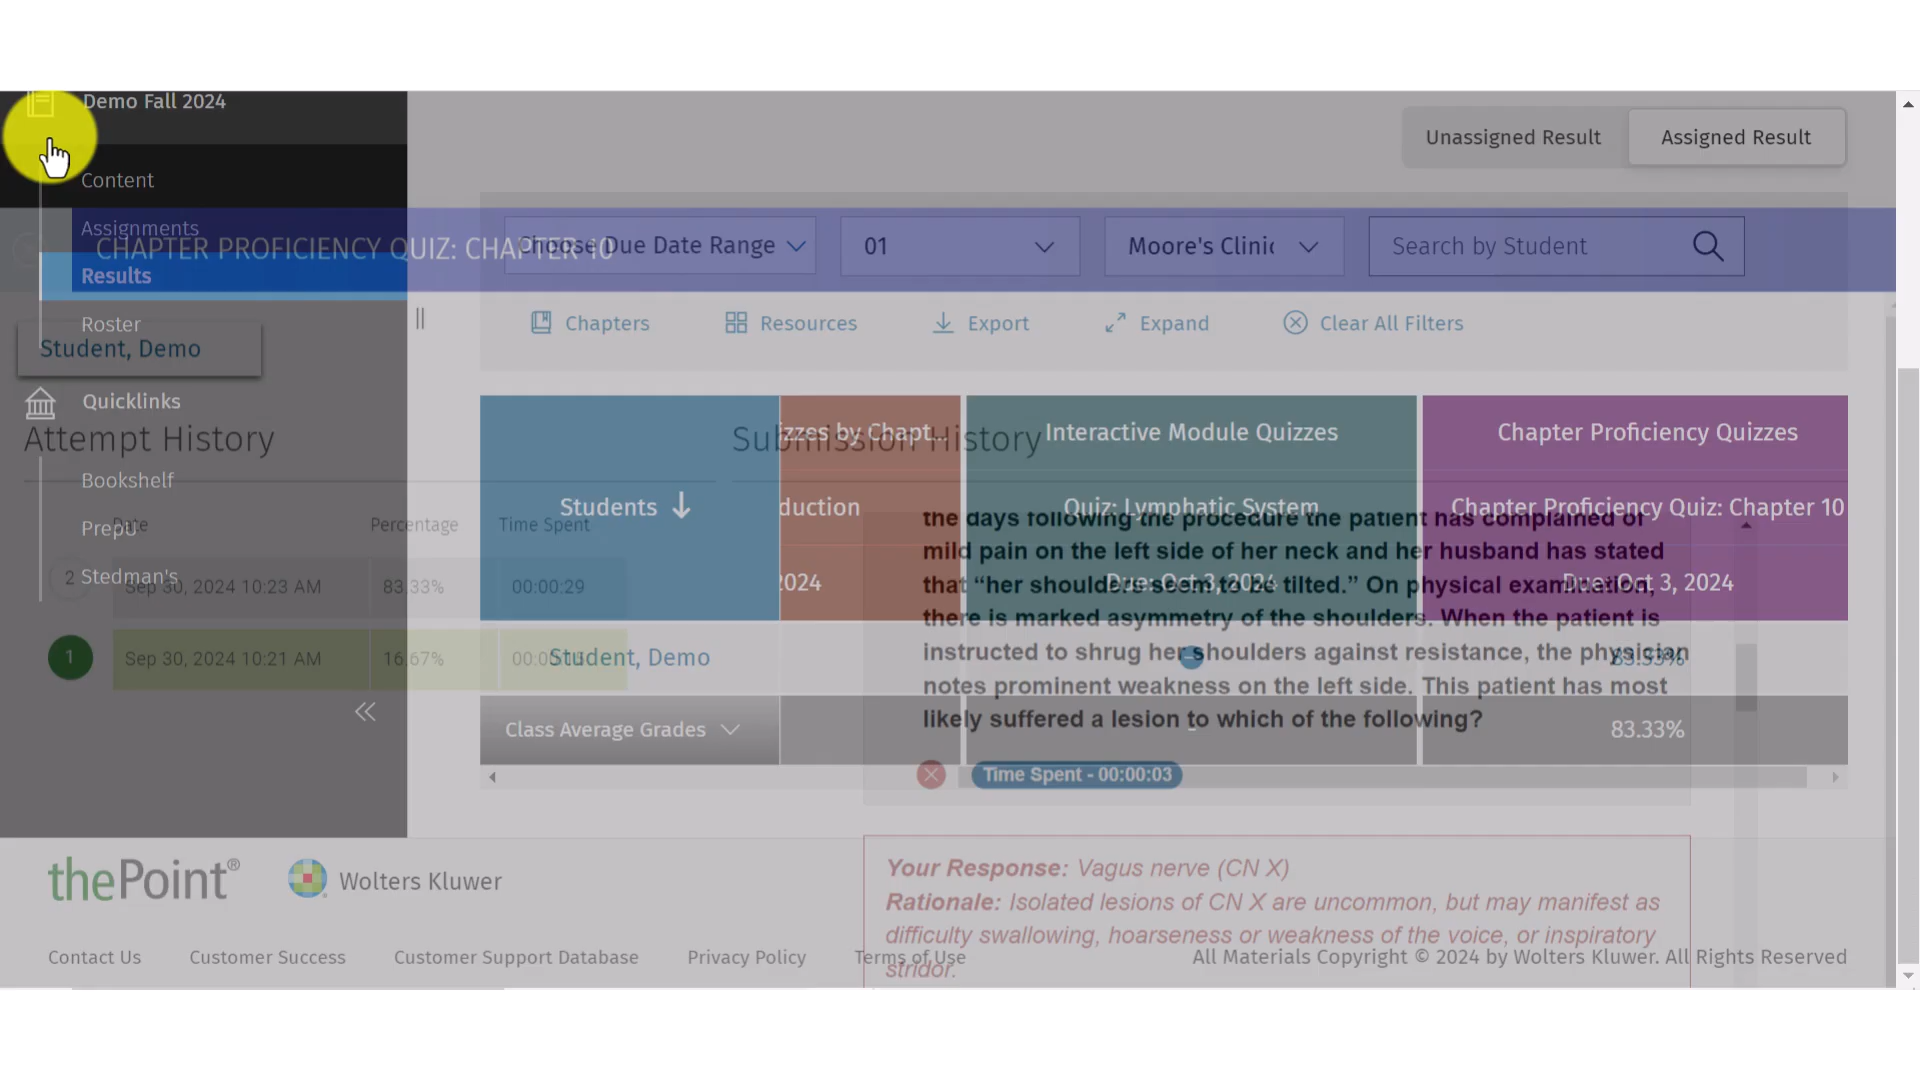 Demo Fall 2024
Unassigned Result
Assigned Result
Content
Assignments
CHAPTER PROFICIENCY QUIZ: CHAPTER 10
Choose Due Date Range
01
Moore's Clinic
Search by Student
Results
Roster
Student, Demo
Chapters
Resources
Export
Expand
Clear All Filters
Quicklinks
Attempt History
Submission History
zzes by Chapt...
Interactive Module Quizzes
Chapter Proficiency Quizzes
Bookshelf
Students
duction
Quiz: Lymphatic System
Chapter Proficiency Quiz: Chapter 10
PrepU
Date
Percentage
Time Spent
the days following the procedure the patient has complained of
mild pain on the left side of her neck and her husband has stated
that “her shoulders seem to be tilted.” On physical examination,
there is marked asymmetry of the shoulders. When the patient is
instructed to shrug her shoulders against resistance, the physician
notes prominent weakness on the left side. This patient has most
likely suffered a lesion to which of the following?
Stedman's
2
Sep 30, 2024 10:23 AM
83.33%
00:00:29
2024
Due: Oct 3, 2024
Due: Oct 3, 2024
1
Sep 30, 2024 10:21 AM
16.67%
Student, Demo
83.33%
Class Average Grades
-
83.33%
Time Spent - 00:00:03
thePoint®
Wolters Kluwer
Your Response: Vagus nerve (CN X)
Rationale: Isolated lesions of CN X are uncommon, but may manifest as
difficulty swallowing, hoarseness or weakness of the voice, or inspiratory
stridor.
Contact Us
Customer Success
Customer Support Database
Privacy Policy
Terms of Use
All Materials Copyright © 2024 by Wolters Kluwer. All Rights Reserved